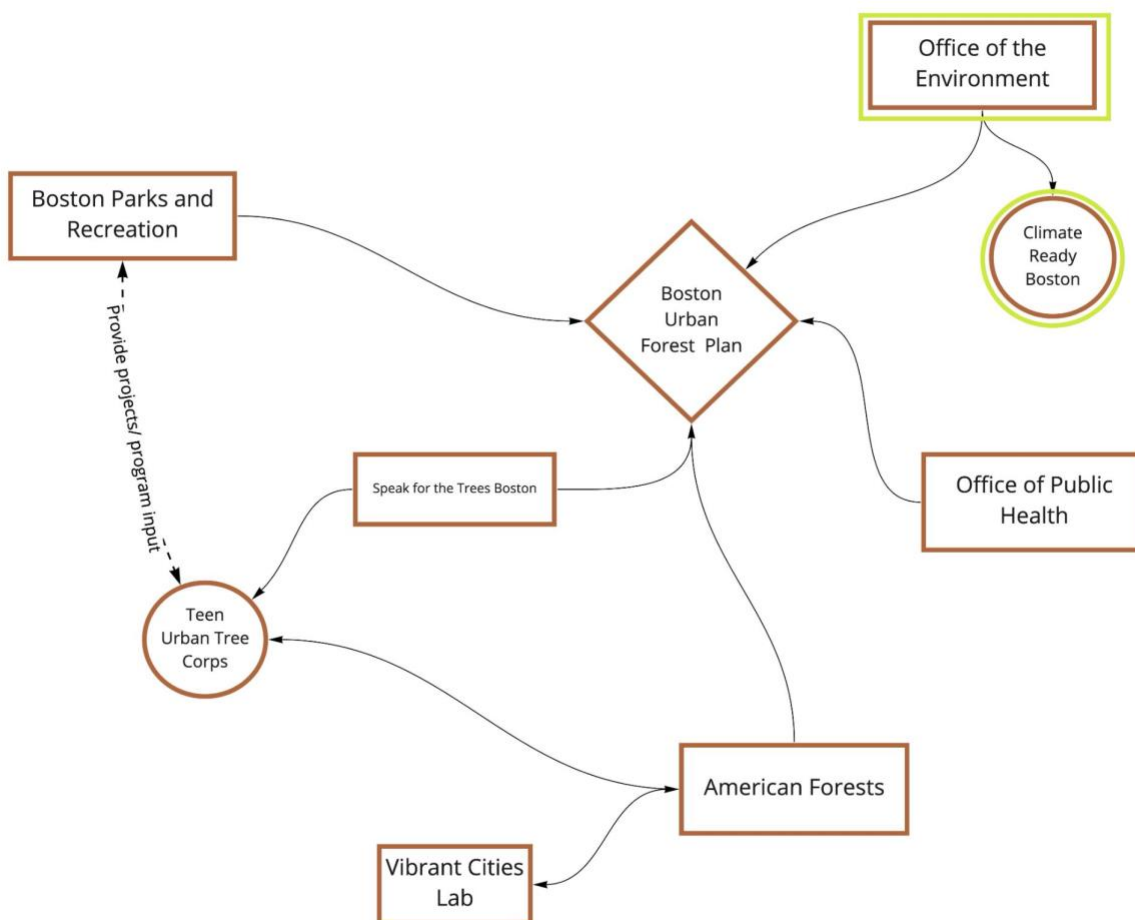 Office of the
Environment
Boston Parks and
Recreation
Climate
Ready
Boston
Boston
Urban
Forest Plan
Provide projects/ program input
Speak for the Trees Boston
Office of Public
Health
Teen
Urban Tree
Corps
American Forests
Vibrant Cities
Lab